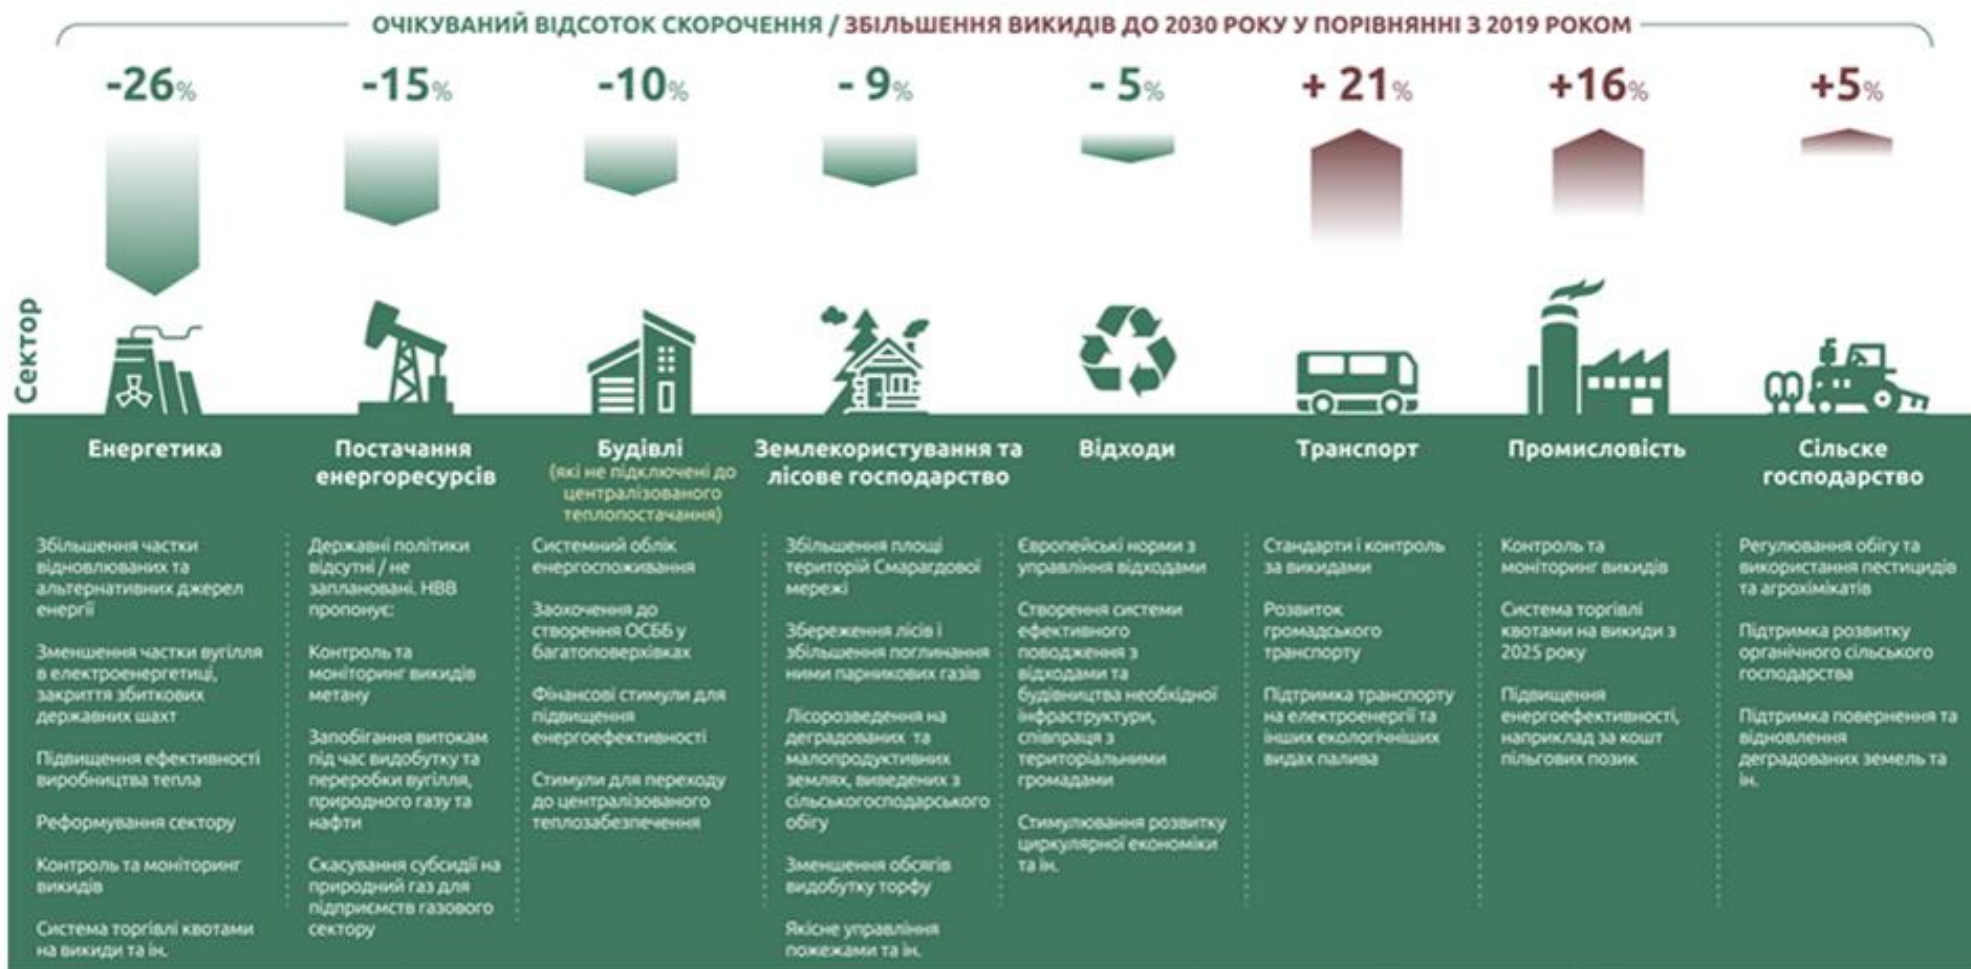 ОЧІКУВАНИЙ ВІДСОТОК СКОРОЧЕННЯ / ЗБІЛЬШЕННЯ ВИКИДІВ ДО 2030 РОКУ У ПОРІВНЯННІ З 2019 РОКОМ
-26%
-15%
-10%
- 9%
- 5%
+ 21%
+16%
+5%
Сектор
Енергетика
Збільшення частки
відновлюваних та
альтернативних джерел
енергії
Зменшення частки вугілля
в електроенергетиці,
закриття збиткових
державних шахт
Підвищення ефективності
виробництва тепла
Реформування сектору
Контроль та моніторинг
викидів
Система торгівлі квотами
на викиди та ін.
Постачання
енергоресурсів
Державні політики
відсутні / не
заплановані. НВВ
пропонує:
Контроль та
моніторинг викидів
метану
Запобігання витокам
під час видобутку та
переробки вугілля,
природного газу та
нафти
Скасування субсидії на
природний газ для
підприємств газового
сектору
Будівлі
(які не підключені до
централізованого
теплопостачання)
Системний облік
енергоспоживання
Заохочення до
створення ОСББ у
багатоповерхівках
Фінансові стимули для
підвищення
енергоефективності
Стимули для переходу
до централізованого
теплозабезпечення
Землекористування та
лісове господарство
Збільшення площі
територій Смарагдової
мережі
Збереження лісів і
збільшення поглинання
ними парникових газів
Лісорозведення на
деградованих та
малопродуктивних
землях, виведених з
сільськогосподарського
обігу
Зменшення обсягів
видобутку торфу
Якісне управління
пожежами та ін.
Відходи
Європейські норми з
управління відходами
Створення системи
ефективного
поводження з
відходами та
будівництва необхідної
інфраструктури,
співпраця з
територіальними
громадами
Стимулювання розвитку
циркулярної економіки
та ін.
Транспорт
Стандарти і контроль
за викидами
Розвиток
громадського
транспорту
Підтримка транспорту
на електроенергії та
інших екологічніших
видах палива
Промисловість
Контроль та
моніторинг викидів
Система торгівлі
квотами на викиди з
2025 року
Підвищення
енергоефективності,
наприклад за кошт
пільгових позик
Сільське
господарство
Регулювання обігу та
використання пестицидів
та агрохімікатів
Підтримка розвитку
органічного сільського
господарства
Підтримка повернення та
відновлення
деградованих земель та
ін.